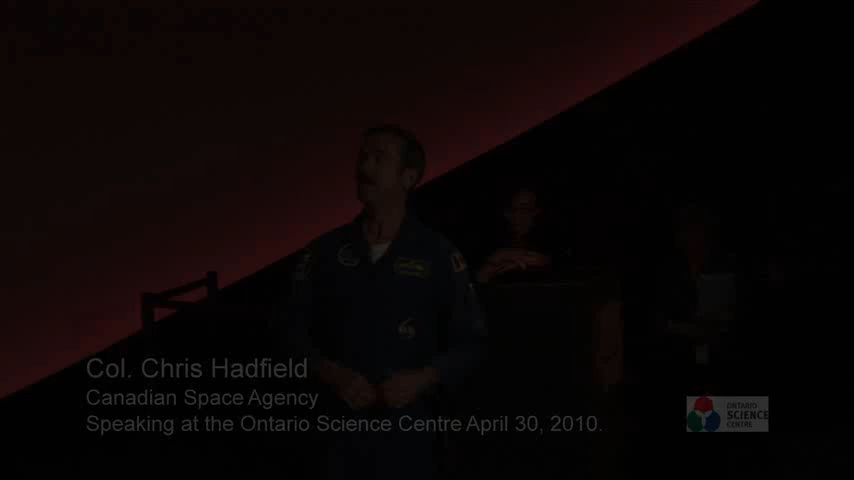 Col. Chris Hadfield
Canadian Space Agency
Speaking at the Ontario Science Centre April 30, 2010.
ONTARIO
SCIENCE
CENTRE